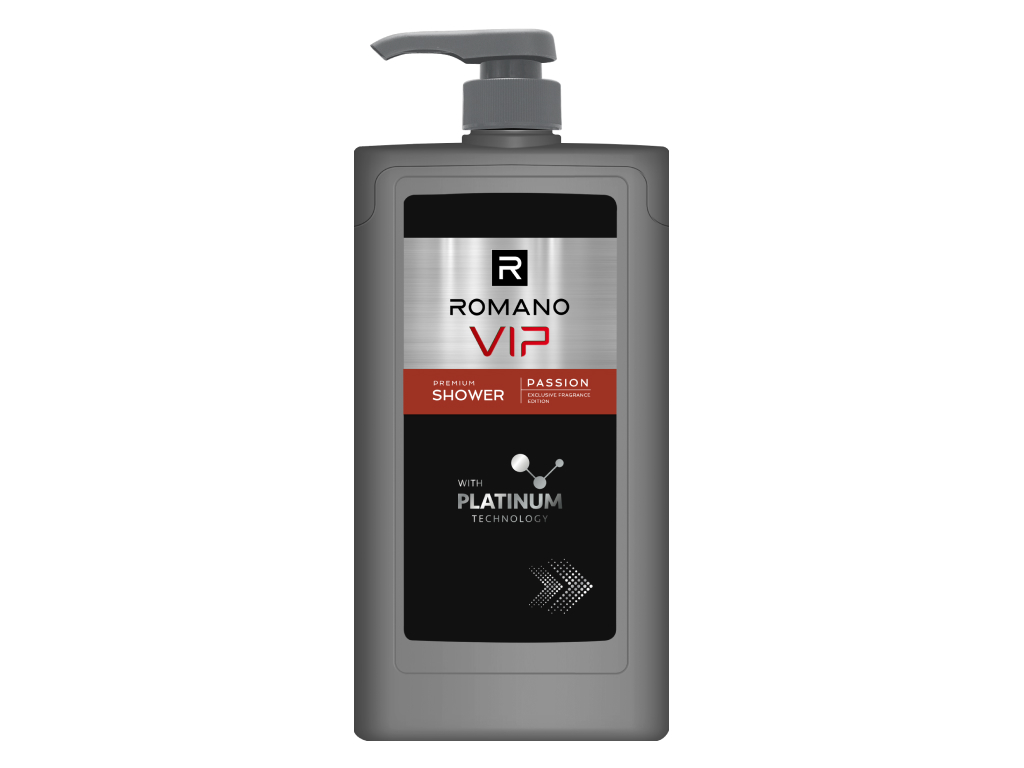 R
ROMANO
VIP
PREMIUM
SHOWER
PASSION
EXCLUSIVE FRAGRANCE
EDITION
WITH
PLATINUM
TECHNOLOGY